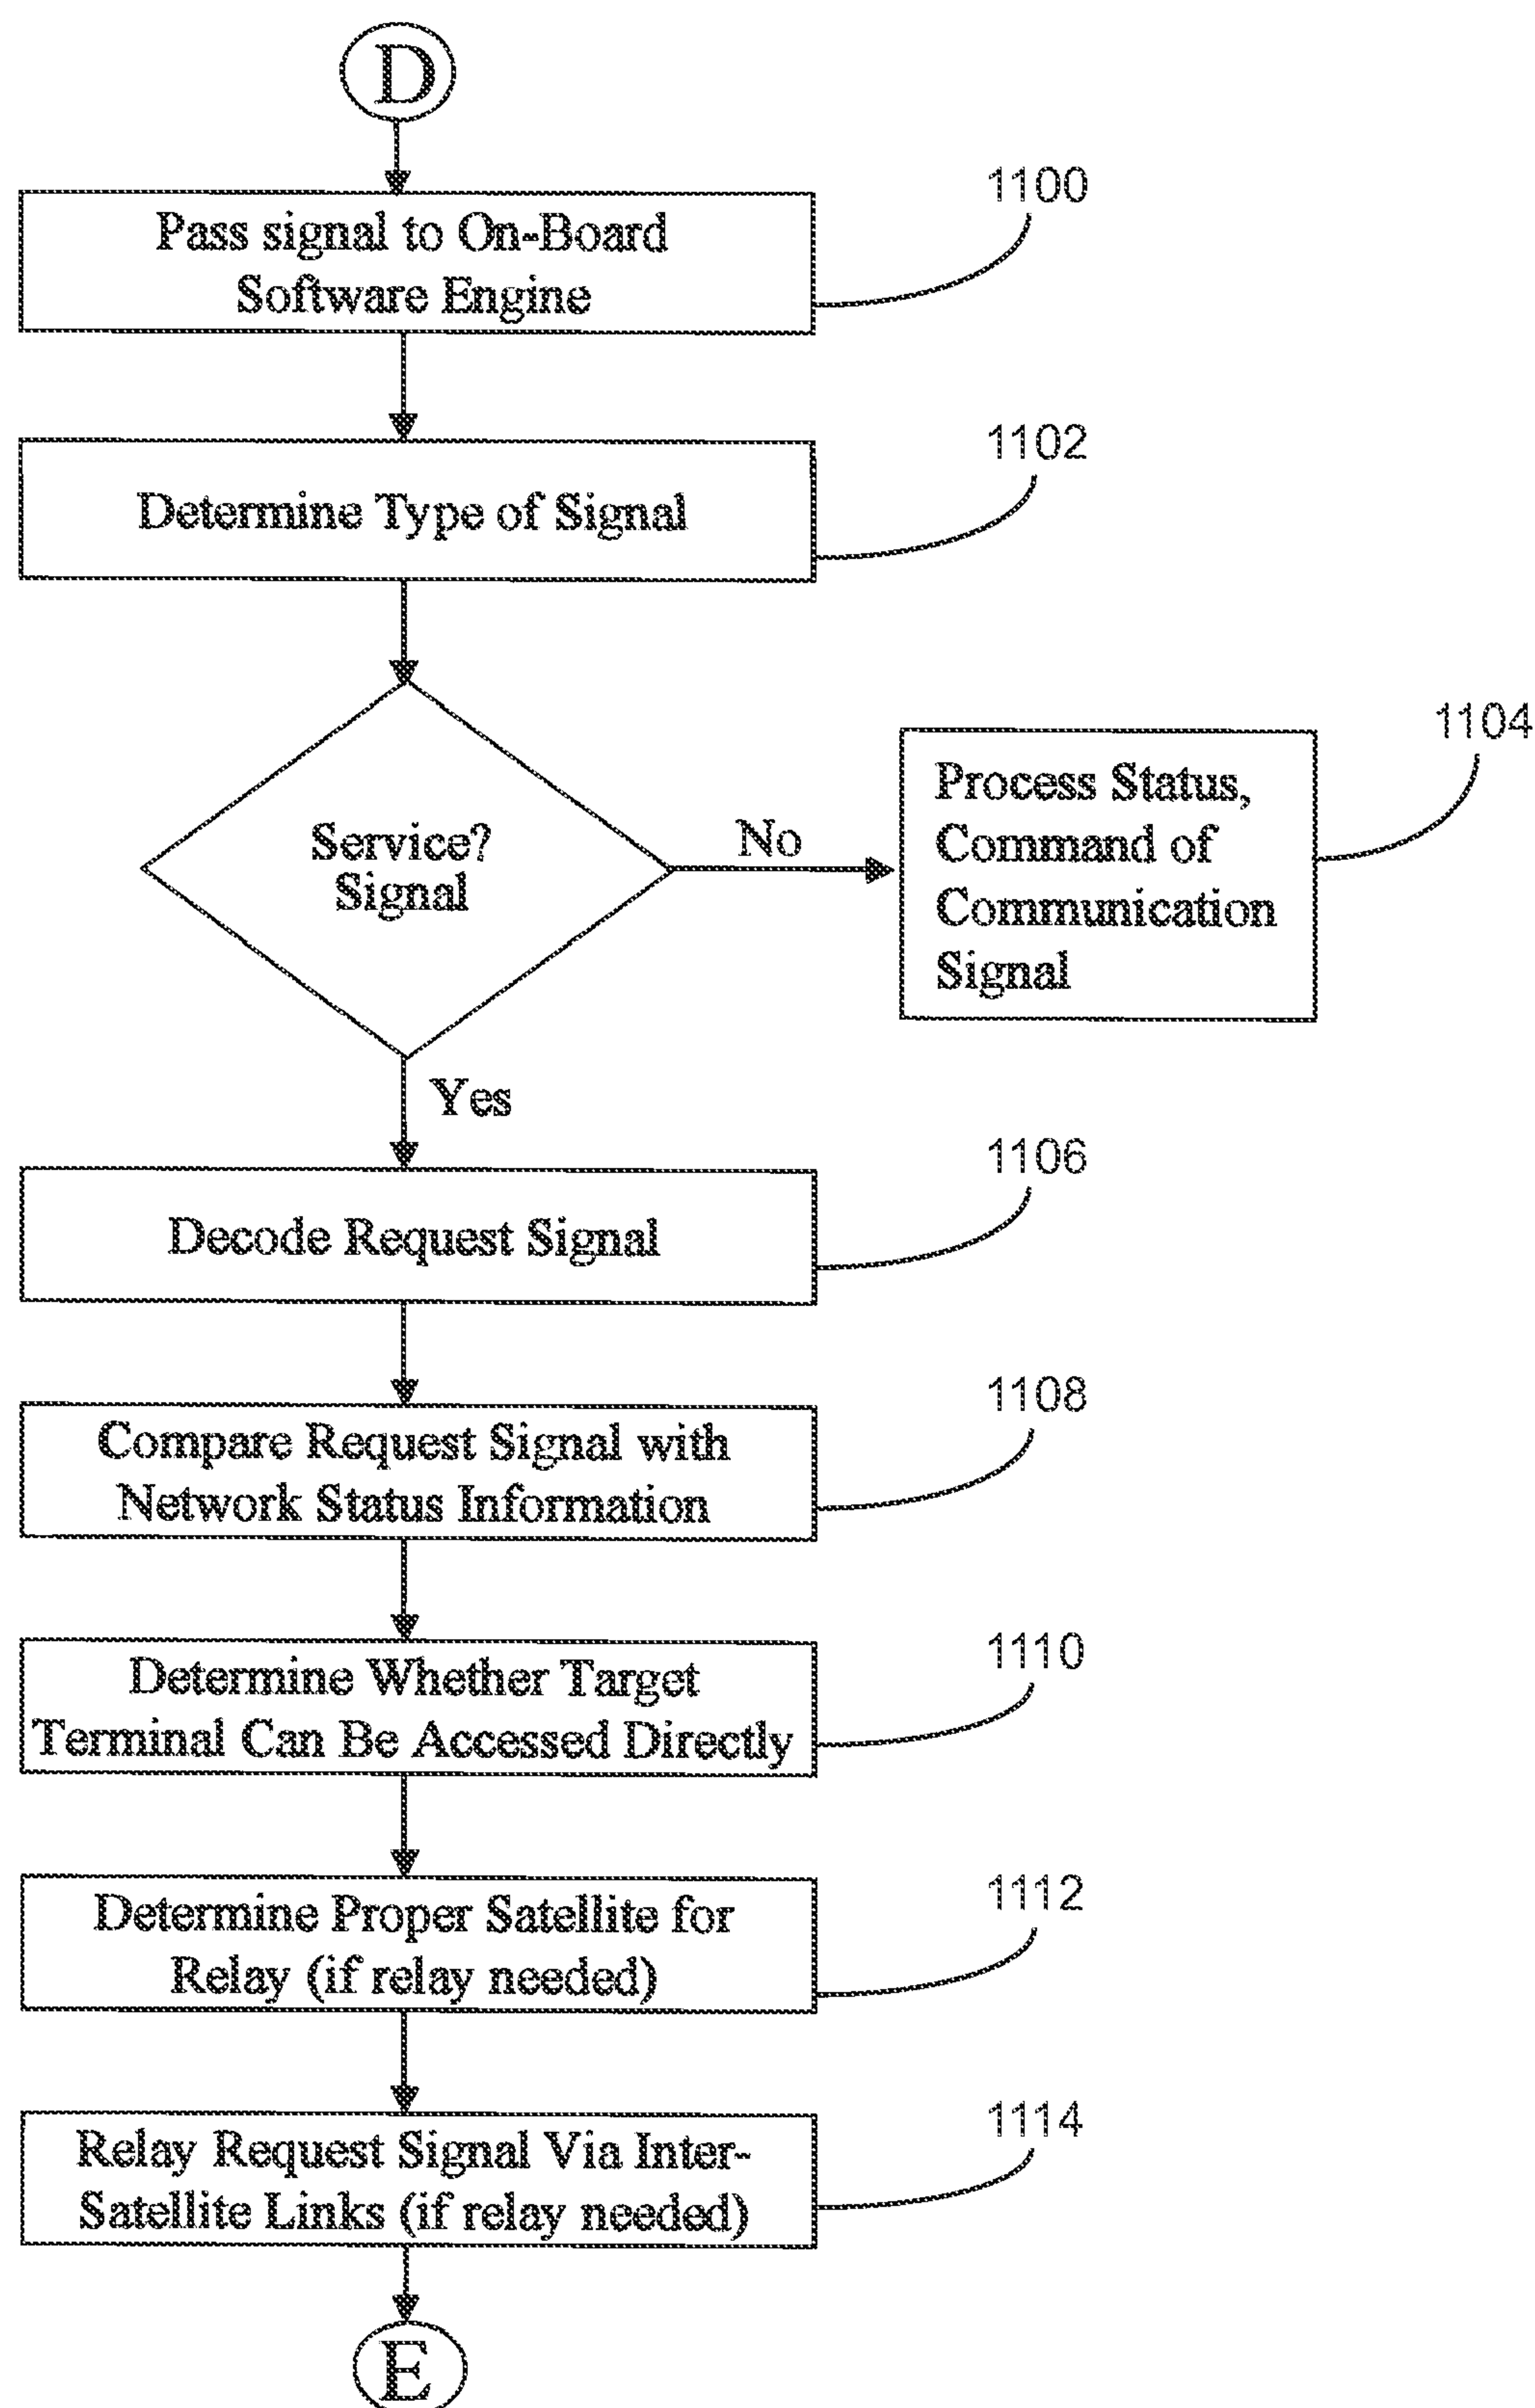 D
1100
Pass signal to On-Board
Software Engine
1102
Determine Type of Signal
1104
Service?
Signal
No
Process Status,
Command of
Communication
Signal
Yes
1106
Decode Request Signal
1108
Compare Request Signal with
Network Status Information
1110
Determine Whether Target
Terminal Can Be Accessed Directly
1112
Determine Proper Satellite for
Relay (if relay needed)
1114
Relay Request Signal Via Inter-
Satellite Links (if relay needed)
E